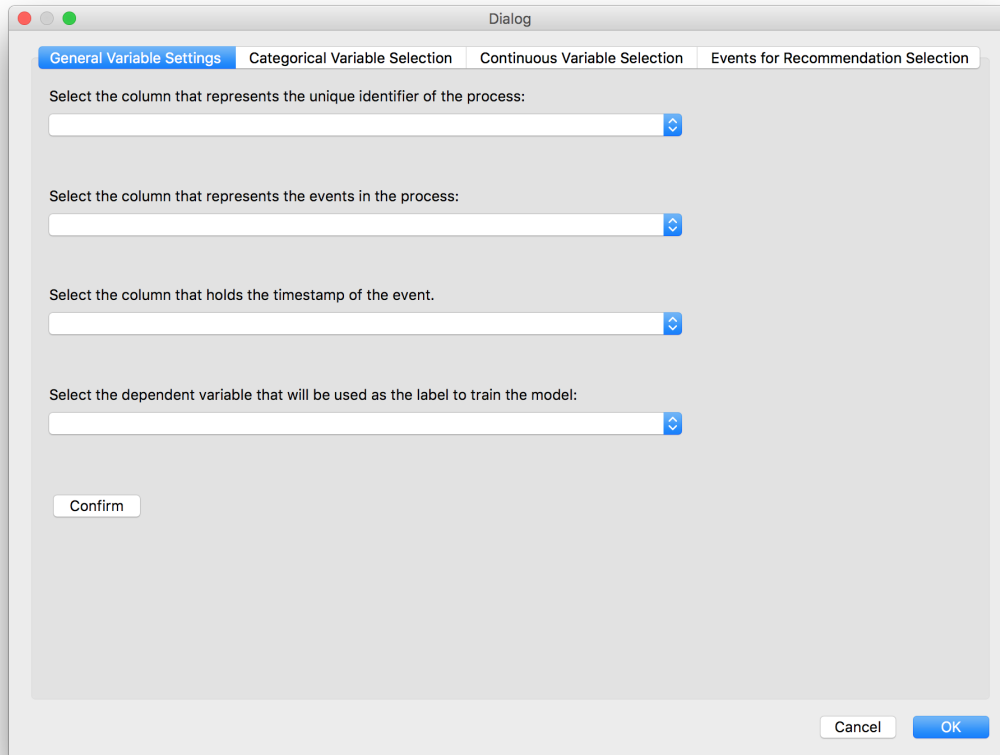 Dialog
General Variable Settings Categorical Variable Selection Continuous Variable Selection Events for Recommendation Selection
Select the column that represents the unique identifier of the process:
Select the column that represents the events in the process:
Select the column that holds the timestamp of the event.
Select the dependent variable that will be used as the label to train the model:
Confirm
Cancel OK